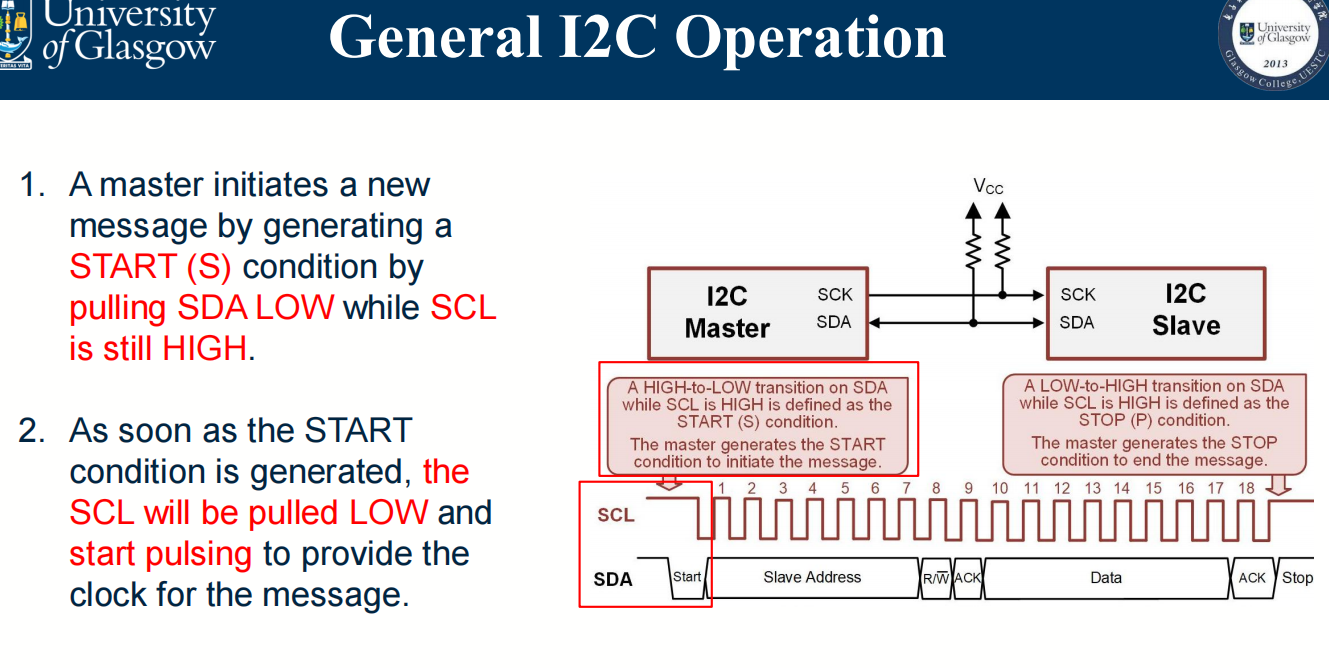 University
of Glasgow
VERITAS VITA
General I2C Operation
University
of Glasgow
2013
Glasgow College, UESTC
1. A master initiates a new
message by generating a
START (S) condition by
pulling SDA LOW while SCL
is still HIGH.
2. As soon as the START
condition is generated, the
SCL will be pulled LOW and
start pulsing to provide the
clock for the message.
VCC
I2C
Master
SCK
SDA
SCK
SDA
I2C
Slave
A HIGH-to-LOW transition on SDA
while SCL is HIGH is defined as the
START (S) condition.
The master generates the START
condition to initiate the message.
A LOW-to-HIGH transition on SDA
while SCL is HIGH is defined as the
STOP (P) condition.
The master generates the STOP
condition to end the message.
1 2 3 4 5 6 7 8 9 10 11 12 13 14 15 16 17 18
SCL
SDA Start Slave Address R/W̅ ACK Data ACK Stop